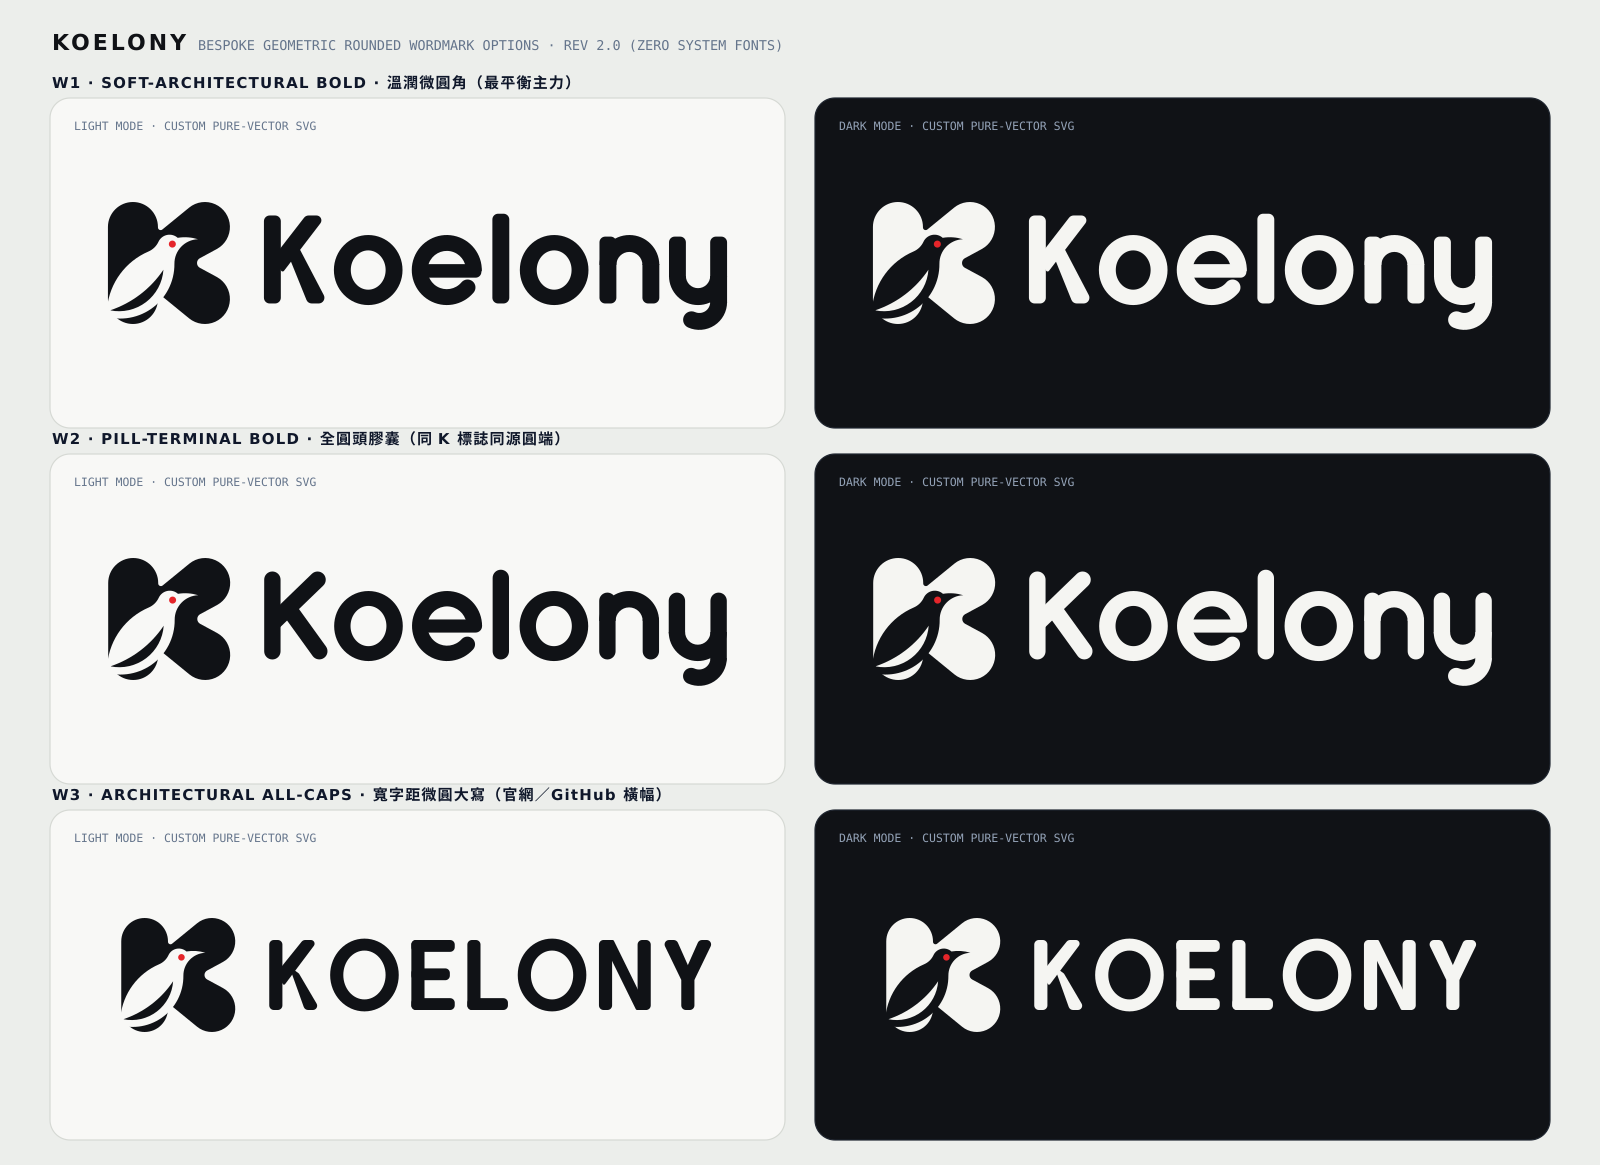 KOELONY BESPOKE GEOMETRIC ROUNDED WORDMARK OPTIONS · REV 2.0 (ZERO SYSTEM FONTS)
W1 · SOFT-ARCHITECTURAL BOLD · 溫潤微圓角（最平衡主力）
LIGHT MODE · CUSTOM PURE-VECTOR SVG
DARK MODE · CUSTOM PURE-VECTOR SVG
Koelony
Koelony
W2 · PILL-TERMINAL BOLD · 全圓頭膠囊（同 K 標誌同源圓端）
LIGHT MODE · CUSTOM PURE-VECTOR SVG
DARK MODE · CUSTOM PURE-VECTOR SVG
Koelony
Koelony
W3 · ARCHITECTURAL ALL-CAPS · 寬字距微圓大寫（官網／GitHub 橫幅）
LIGHT MODE · CUSTOM PURE-VECTOR SVG
DARK MODE · CUSTOM PURE-VECTOR SVG
KOELONY
KOELONY